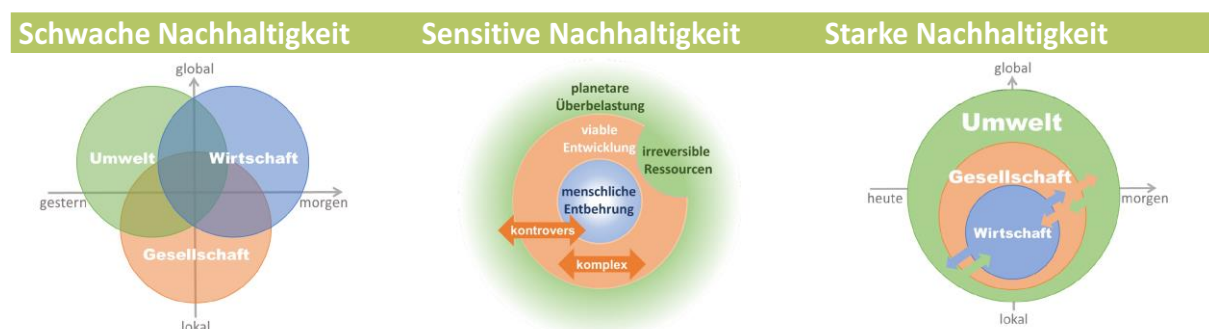 Schwache Nachhaltigkeit
Sensitive Nachhaltigkeit
Starke Nachhaltigkeit
global
Umwelt
Wirtschaft
gestern
morgen
Gesellschaft
lokal
planetare
Überbelastung
viable
Entwicklung
irreversible
Ressourcen
menschliche
Entbehrung
kontrovers
komplex
global
Umwelt
Gesellschaft
heute
morgen
Wirtschaft
lokal